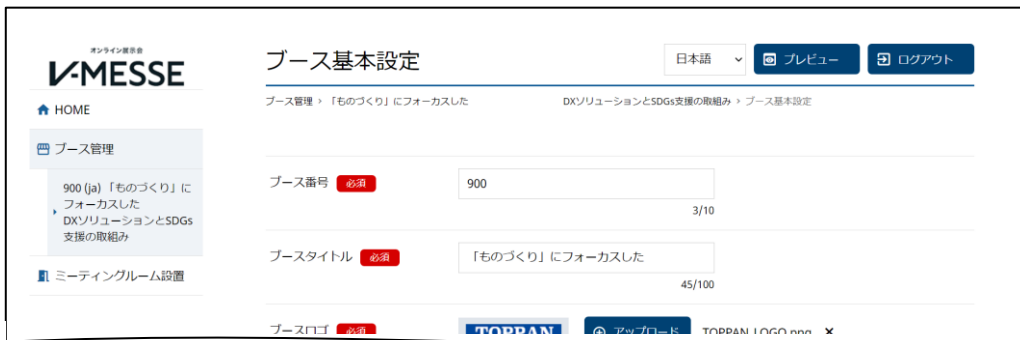 オンライン展示会
V-MESSE
ブース基本設定
日本語
プレビュー
ログアウト
HOME
ブース管理 › 「ものづくり」にフォーカスした DXソリューションとSDGs支援の取組み › ブース基本設定
ブース管理
900 (ja) 「ものづくり」に
フォーカスした
DXソリューションとSDGs
支援の取組み
ミーティングルーム設置
ブース番号 必須
900
3/10
ブースタイトル 必須
「ものづくり」にフォーカスした
45/100
ブースロゴ 必須
TOPPAN
アップロード
TOPPAN_LOGO.png ×